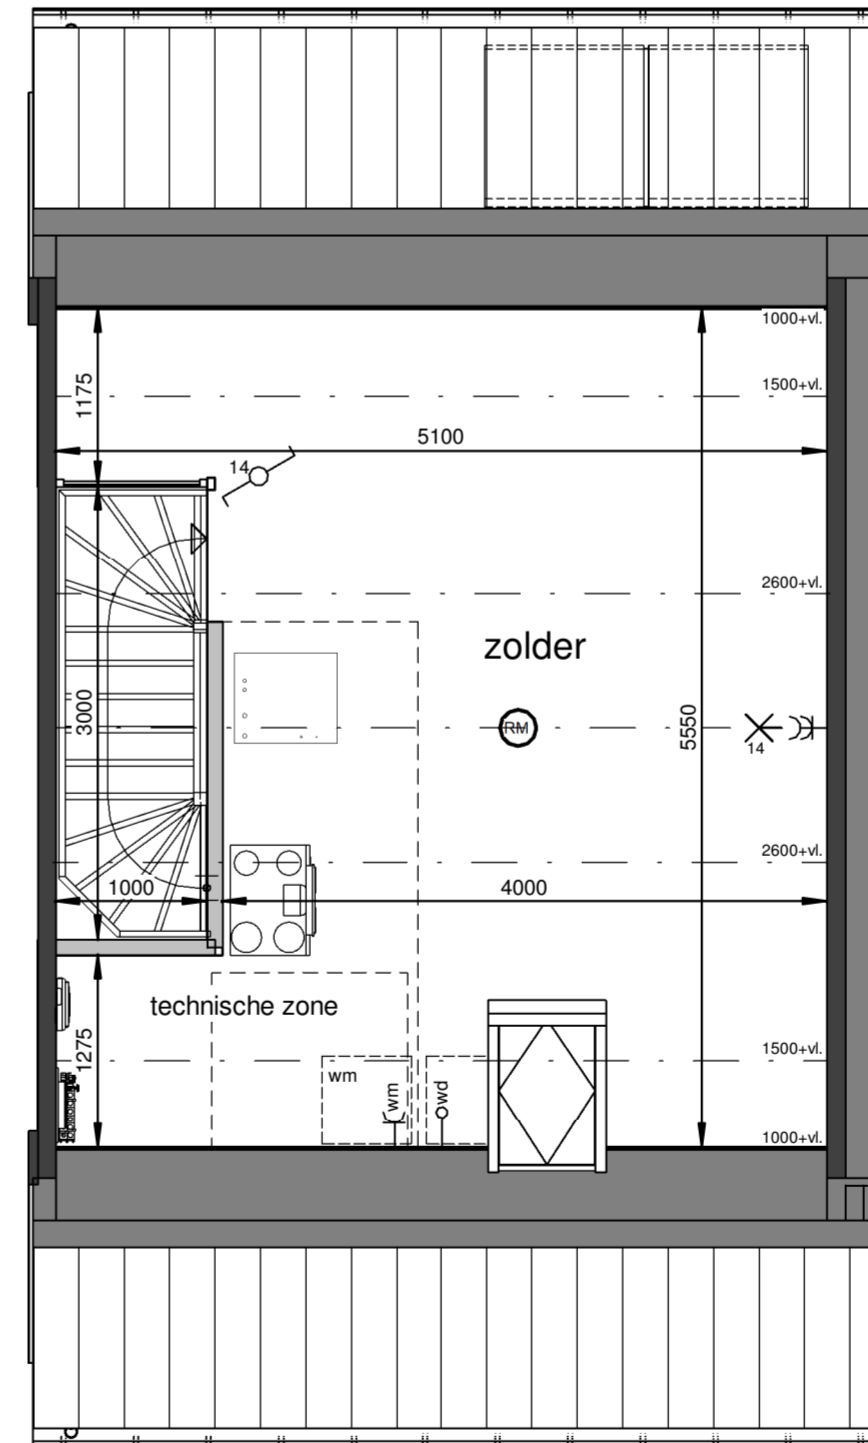 1000+vl.
1175
1500+vl.
5100
14
2600+vl.
zolder
3000
5550
RM
14
2600+vl.
1000
4000
technische zone
1275
1500+vl.
wm
wm
wd
1000+vl.